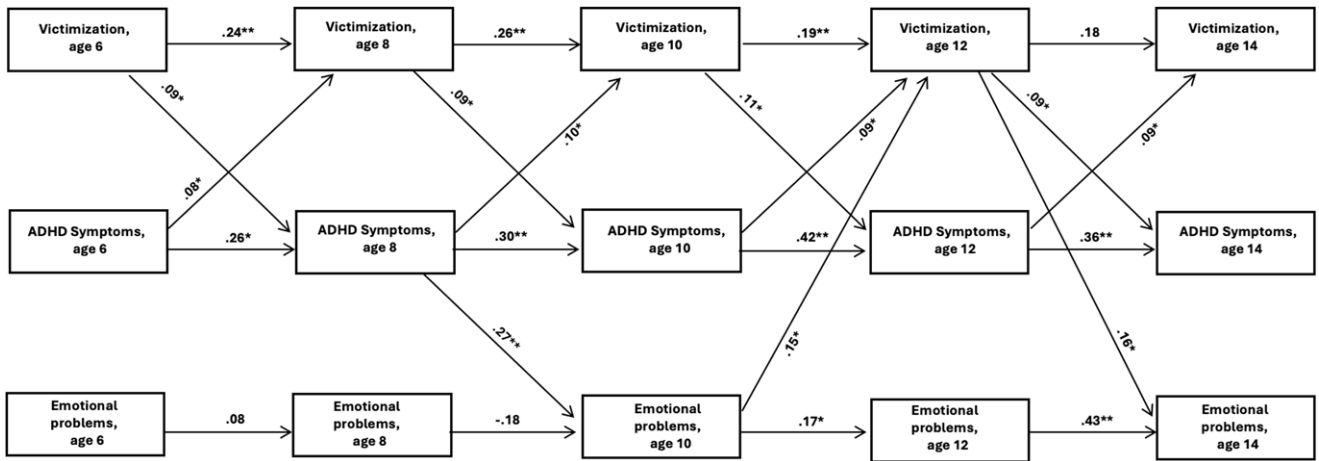 Victimization,
age 6
.24**
Victimization,
age 8
.26**
Victimization,
age 10
.19**
Victimization,
age 12
.18
Victimization,
age 14
.09*
.08*
.09*
.10*
.11*
.09*
.09*
.09*
ADHD Symptoms,
age 6
.26*
ADHD Symptoms,
age 8
.30**
ADHD Symptoms,
age 10
.42**
ADHD Symptoms,
age 12
.36**
ADHD Symptoms,
age 14
.27**
.15*
.16*
Emotional
problems,
age 6
.08
Emotional
problems,
age 8
-.18
Emotional
problems,
age 10
.17*
Emotional
problems,
age 12
.43**
Emotional
problems,
age 14